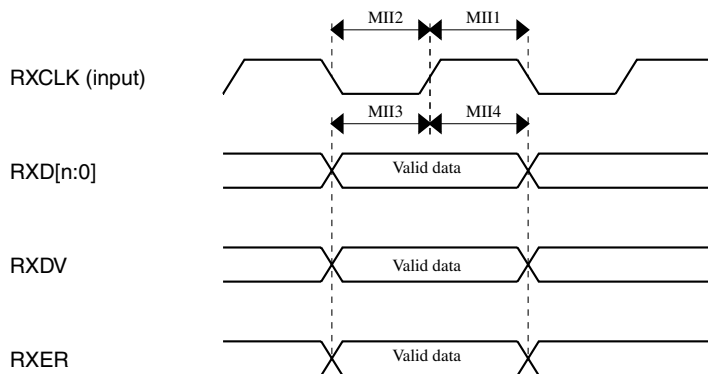 MII2 MII1
RXCLK (input)
MII3 MII4
RXD[n:0] Valid data
RXDV Valid data
RXER Valid data